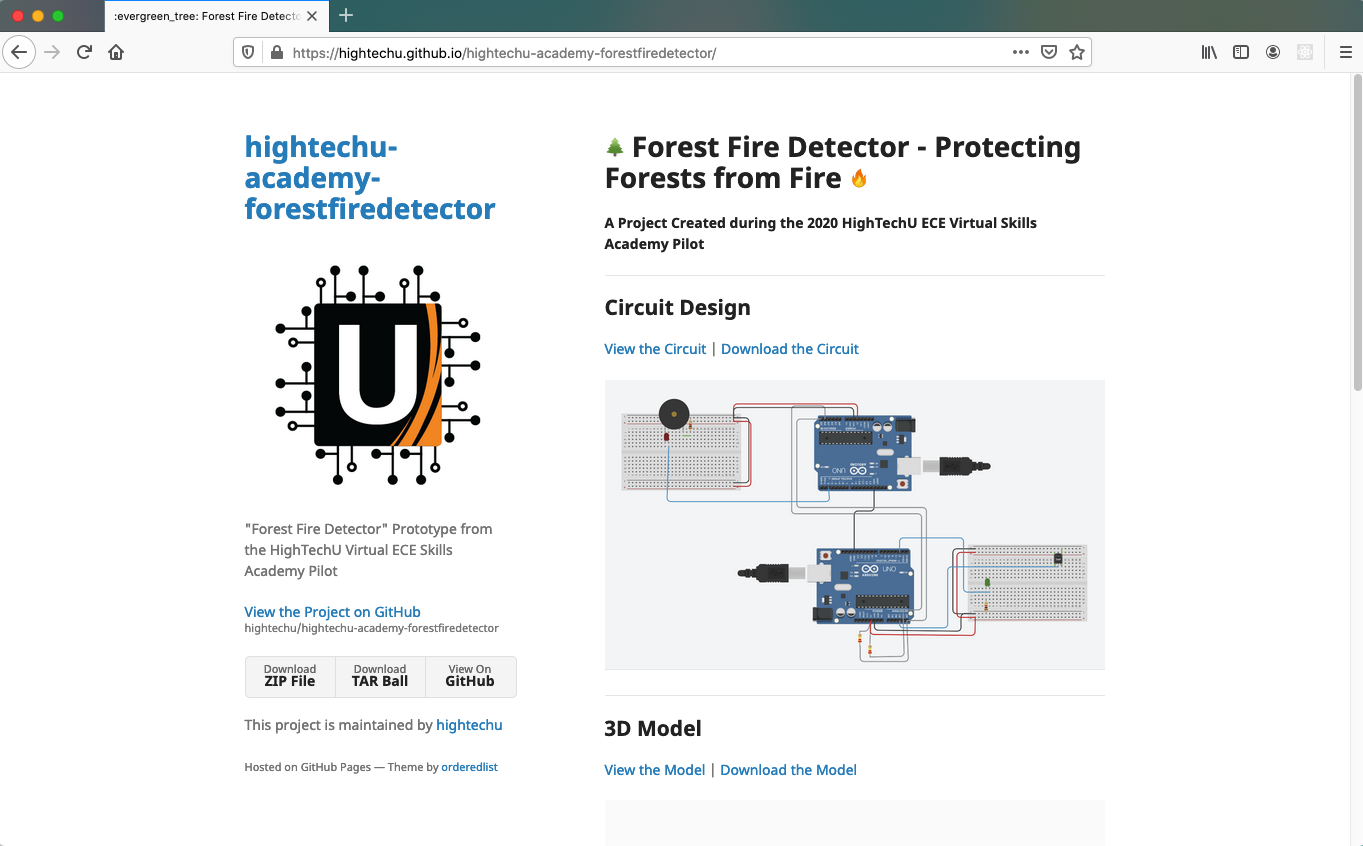 :evergreen_tree: Forest Fire Detecto
https://hightechu.github.io/hightechu-academy-forestfiredetector/
hightechu-
academy-
forestfiredetector
U
"Forest Fire Detector" Prototype from
the HighTechU Virtual ECE Skills
Academy Pilot
View the Project on GitHub
hightechu/hightechu-academy-forestfiredetector
Download
ZIP File
Download
TAR Ball
View On
GitHub
This project is maintained by hightechu
Hosted on GitHub Pages — Theme by orderedlist
🌲 Forest Fire Detector - Protecting
Forests from Fire 🔥
A Project Created during the 2020 HighTechU ECE Virtual Skills
Academy Pilot
Circuit Design
View the Circuit | Download the Circuit
UNO
UNO
3D Model
View the Model | Download the Model